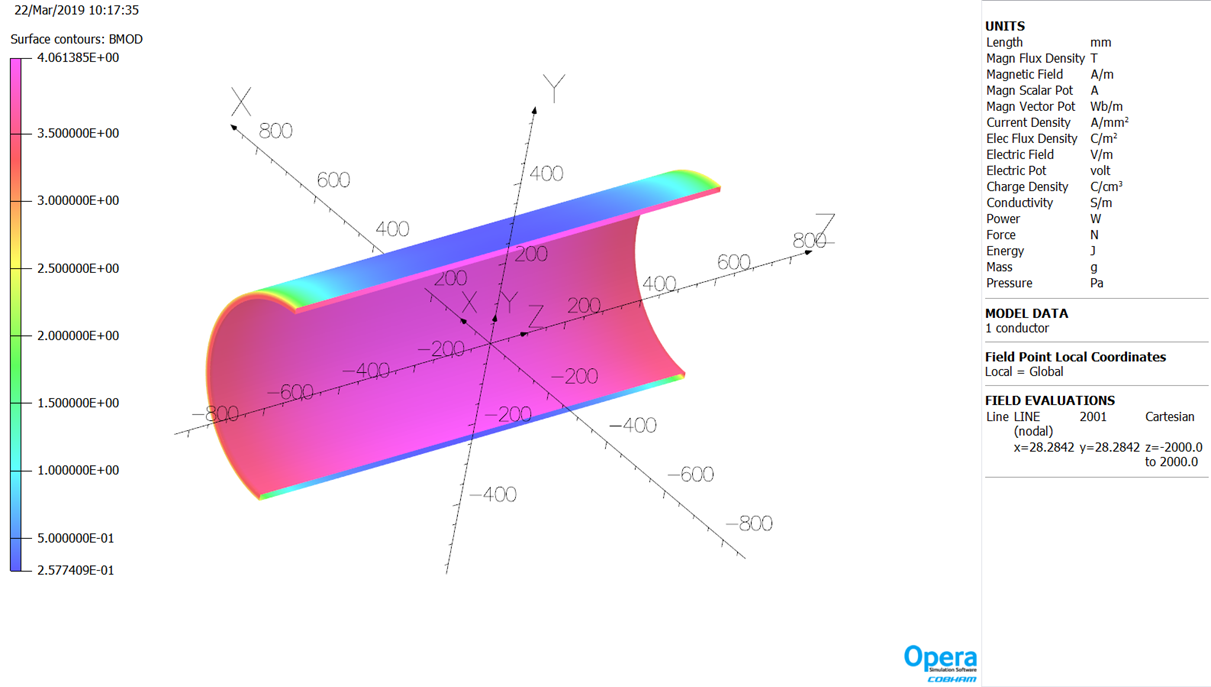 22/Mar/2019 10:17:35
Surface contours: BMOD
4.061385E+00
3.500000E+00
3.000000E+00
2.500000E+00
2.000000E+00
1.500000E+00
1.000000E+00
5.000000E-01
2.577409E-01
X
800
600
400
200
X
Y
400
200
Y
Z
800
600
400
200
Z
-200
-400
-600
-800
-200
-400
-200
-400
-600
-800
UNITS
Length mm
Magn Flux Density T
Magnetic Field A/m
Magn Scalar Pot A
Magn Vector Pot Wb/m
Current Density A/mm²
Elec Flux Density C/m²
Electric Field V/m
Electric Pot volt
Charge Density C/cm³
Conductivity S/m
Power W
Force N
Energy J
Mass g
Pressure Pa
MODEL DATA
1 conductor
Field Point Local Coordinates
Local = Global
FIELD EVALUATIONS
Line LINE 2001 Cartesian
(nodal)
x=28.2842 y=28.2842 z=-2000.0
to 2000.0
Opera
Simulation Software
COBHAM